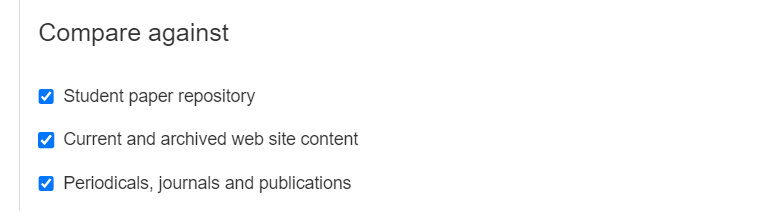 Compare against
Student paper repository
Current and archived web site content
Periodicals, journals and publications